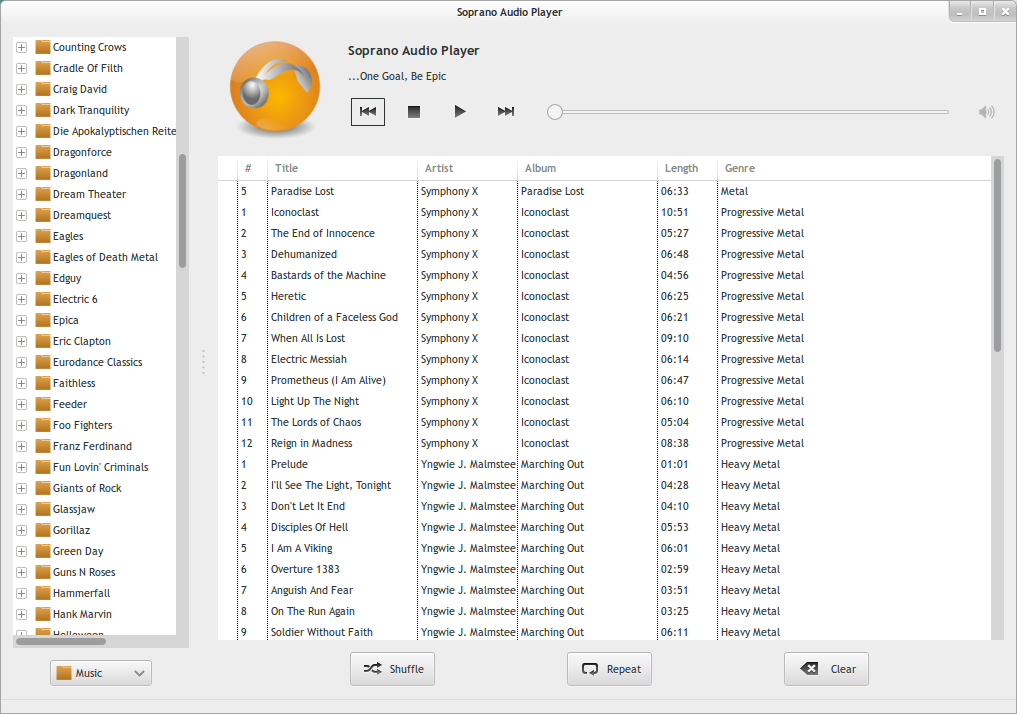 Soprano Audio Player
Counting Crows
Cradle Of Filth
Craig David
Dark Tranquility
Die Apokalyptischen Reite
Dragonforce
Dragonland
Dream Theater
Dreamquest
Eagles
Eagles of Death Metal
Edguy
Electric 6
Epica
Eric Clapton
Eurodance Classics
Faithless
Feeder
Foo Fighters
Franz Ferdinand
Fun Lovin' Criminals
Giants of Rock
Glassjaw
Gorillaz
Green Day
Guns N Roses
Hammerfall
Hank Marvin
Helloween
Music
Soprano Audio Player
...One Goal, Be Epic
# Title Artist Album Length Genre
5 Paradise Lost Symphony X Paradise Lost 06:33 Metal
1 Iconoclast Symphony X Iconoclast 10:51 Progressive Metal
2 The End of Innocence Symphony X Iconoclast 05:27 Progressive Metal
3 Dehumanized Symphony X Iconoclast 06:48 Progressive Metal
4 Bastards of the Machine Symphony X Iconoclast 04:56 Progressive Metal
5 Heretic Symphony X Iconoclast 06:25 Progressive Metal
6 Children of a Faceless God Symphony X Iconoclast 06:21 Progressive Metal
7 When All Is Lost Symphony X Iconoclast 09:10 Progressive Metal
8 Electric Messiah Symphony X Iconoclast 06:14 Progressive Metal
9 Prometheus (I Am Alive) Symphony X Iconoclast 06:47 Progressive Metal
10 Light Up The Night Symphony X Iconoclast 06:10 Progressive Metal
11 The Lords of Chaos Symphony X Iconoclast 05:04 Progressive Metal
12 Reign in Madness Symphony X Iconoclast 08:38 Progressive Metal
1 Prelude Yngwie J. Malmstee Marching Out 01:01 Heavy Metal
2 I'll See The Light, Tonight Yngwie J. Malmstee Marching Out 04:28 Heavy Metal
3 Don't Let It End Yngwie J. Malmstee Marching Out 04:10 Heavy Metal
4 Disciples Of Hell Yngwie J. Malmstee Marching Out 05:53 Heavy Metal
5 I Am A Viking Yngwie J. Malmstee Marching Out 06:01 Heavy Metal
6 Overture 1383 Yngwie J. Malmstee Marching Out 02:59 Heavy Metal
7 Anguish And Fear Yngwie J. Malmstee Marching Out 03:51 Heavy Metal
8 On The Run Again Yngwie J. Malmstee Marching Out 03:25 Heavy Metal
9 Soldier Without Faith Yngwie J. Malmstee Marching Out 06:11 Heavy Metal
Shuffle Repeat Clear